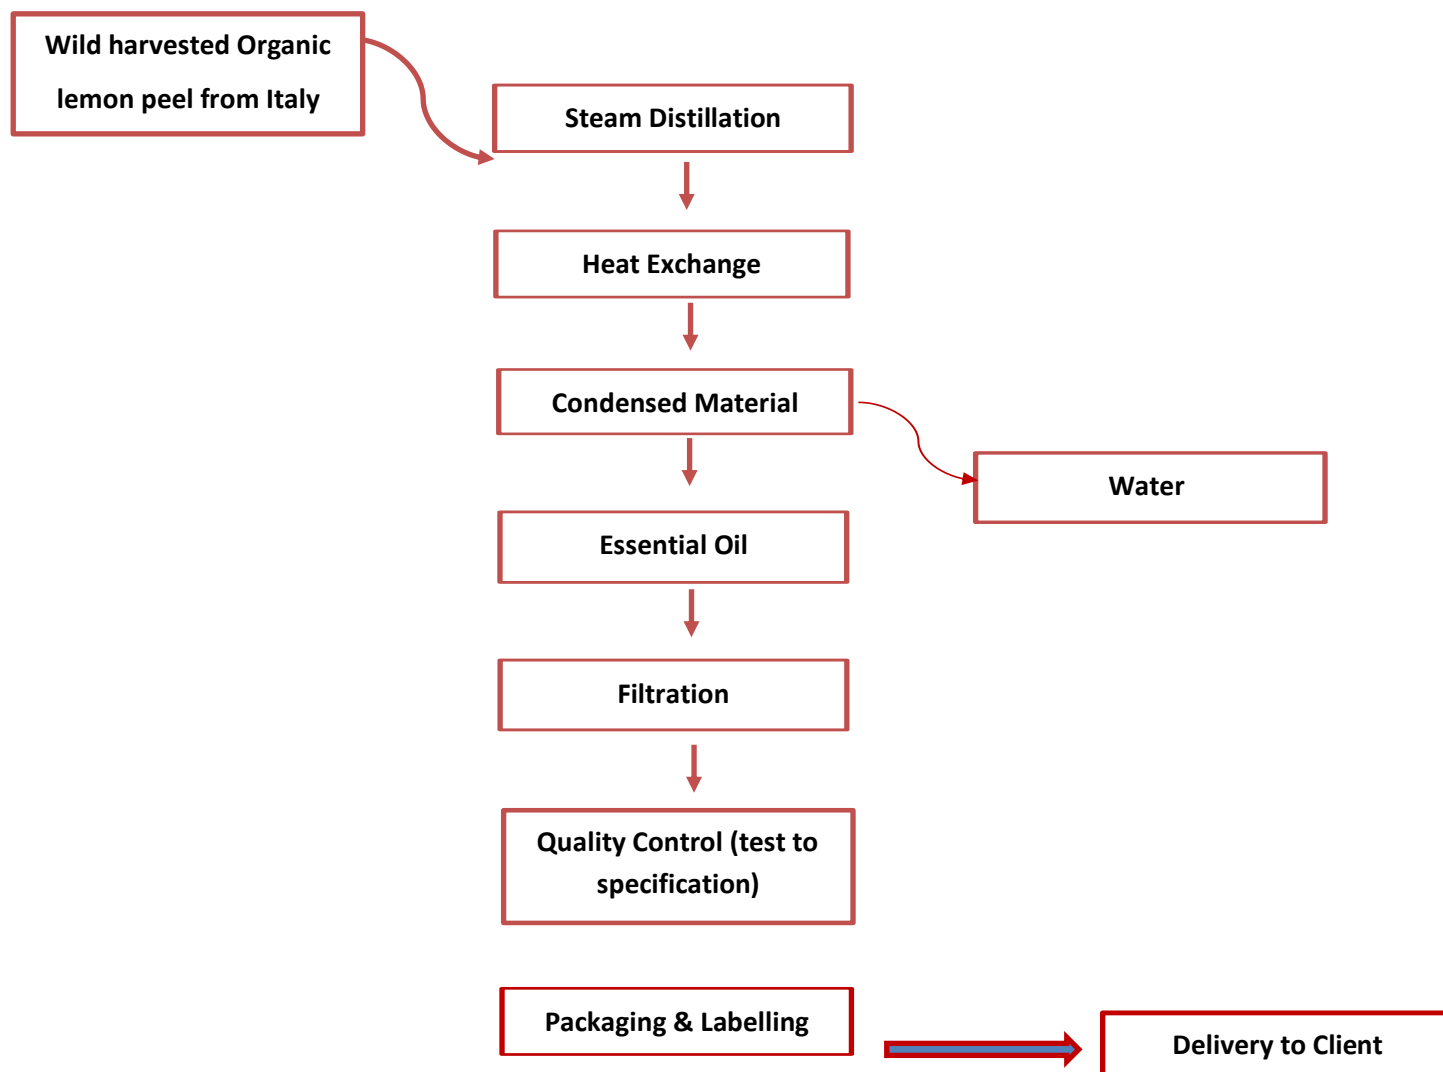 Wild harvested Organic
lemon peel from Italy
Steam Distillation
Heat Exchange
Condensed Material
Water
Essential Oil
Filtration
Quality Control (test to
specification)
Packaging & Labelling
Delivery to Client